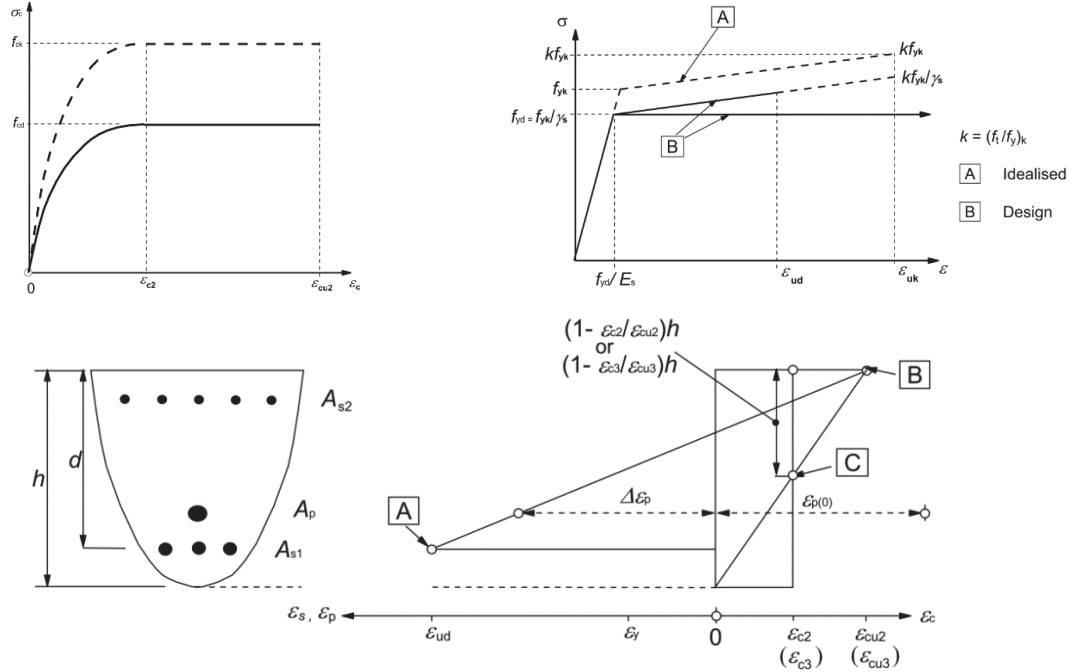 σc
fck
fcd
0
εc2
εcu2
εc
σ
A
kfyk
kfyk
kfyk/γs
fyk
fyd = fyk/γs
B
k = (ft/fy)k
A Idealised
B Design
fyd/Es
εud
εuk
ε
(1- εc2/εcu2)h
or
(1- εc3/εcu3)h
B
As2
h
d
C
Ap
Δεp
εp(0)
A
As1
εs, εp
εud
εy
0
εc2
(εc3)
εcu2
(εcu3)
εc